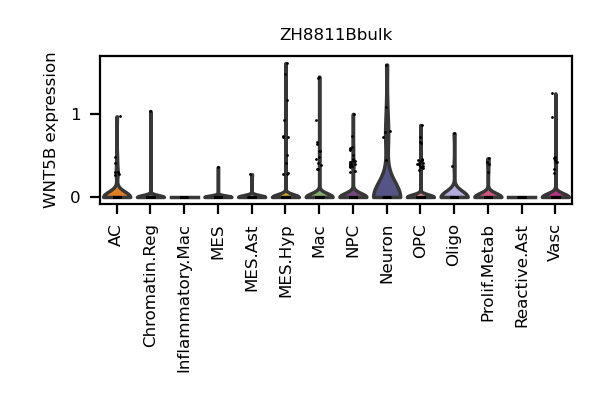 ZH8811Bbulk
WNT5B expression
1
0
AC
Chromatin.Reg
Inflammatory.Mac
MES
MES.Ast
MES.Hyp
Mac
NPC
Neuron
OPC
Oligo
Prolif.Metab
Reactive.Ast
Vasc